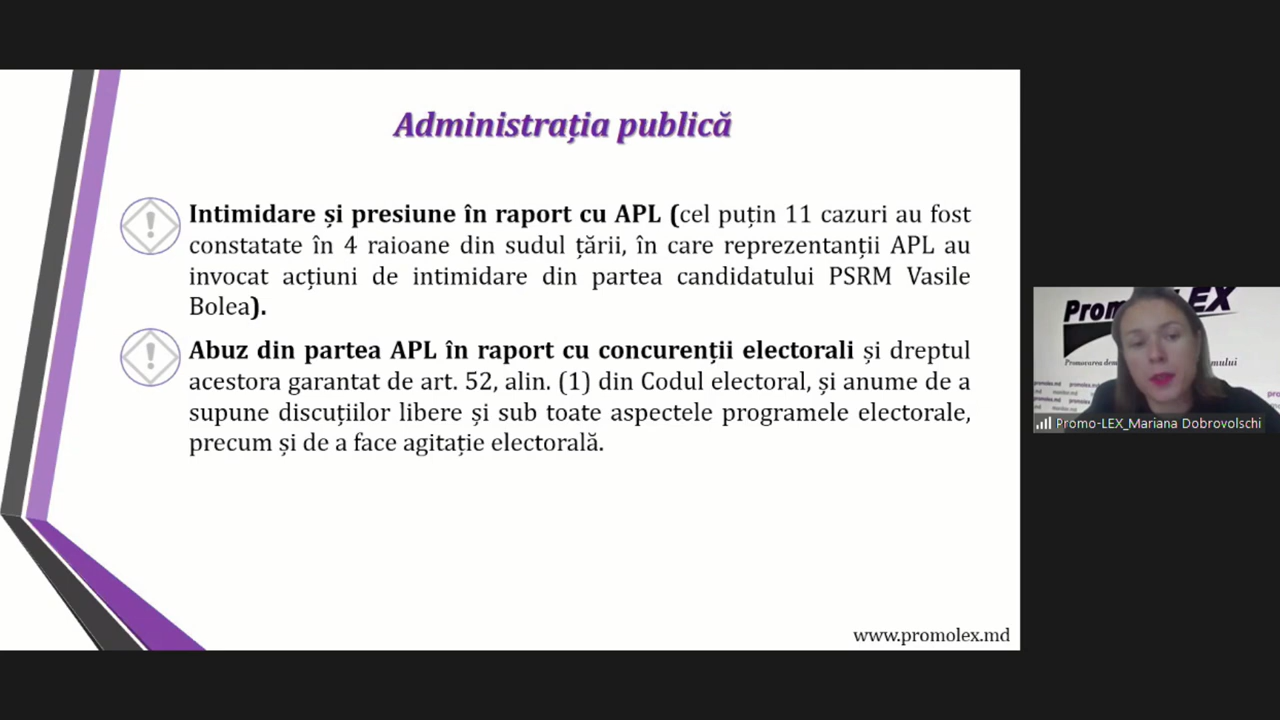 Administrația publică
Intimidare și presiune în raport cu APL (cel puțin 11 cazuri au fost
constatate în 4 raioane din sudul țării, în care reprezentanții APL au
invocat acțiuni de intimidare din partea candidatului PSRM Vasile
Bolea).
Abuz din partea APL în raport cu concurenții electorali și dreptul
acestora garantat de art. 52, alin. (1) din Codul electoral, și anume de a
supune discuțiilor libere și sub toate aspectele programele electorale,
precum și de a face agitație electorală.
www.promolex.md
Promo-LEX_Mariana Dobrovolschi